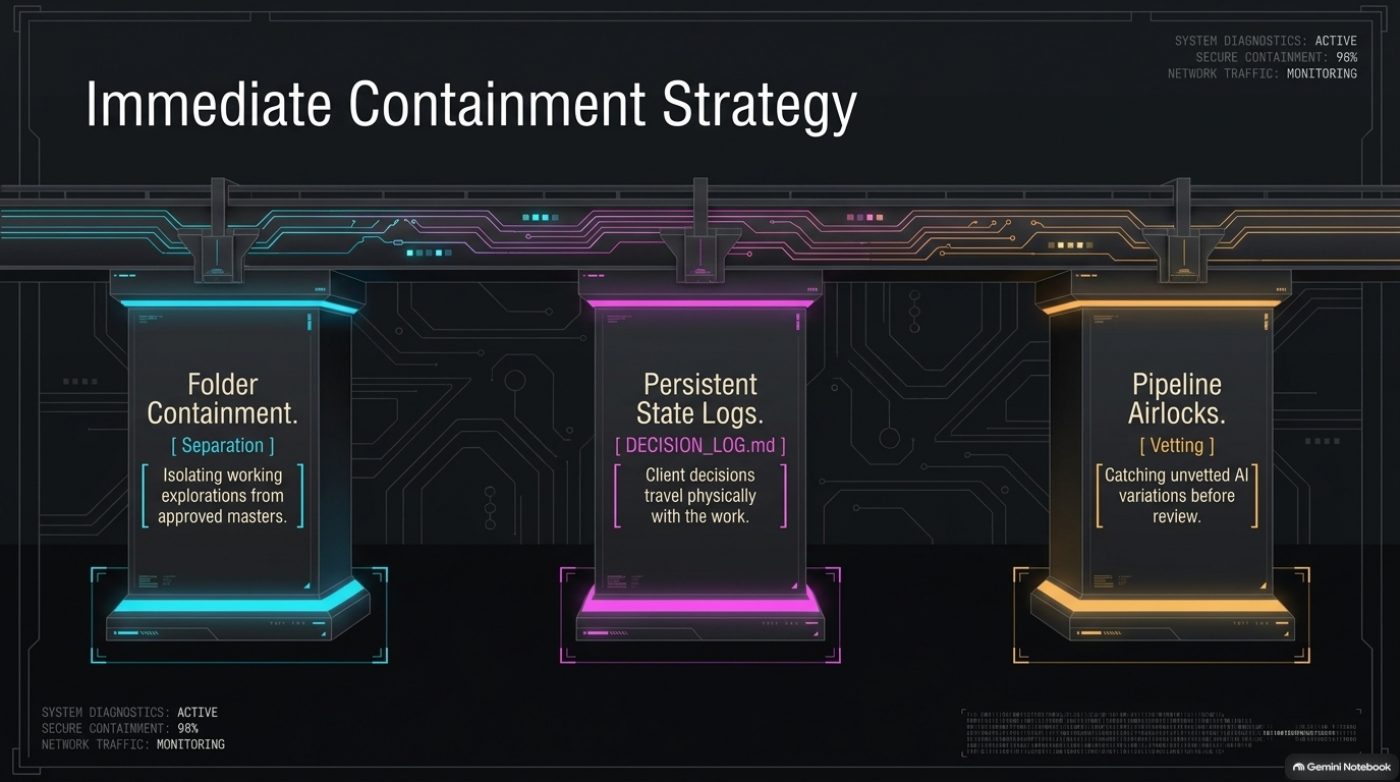 SYSTEM DIAGNOSTICS: ACTIVE
SECURE CONTAINMENT: 96%
NETWORK TRAFFIC: MONITORING
Immediate Containment Strategy
Folder
Containment.
[ Separation ]
Isolating working
explorations from
approved masters.
Persistent
State Logs.
[ DECISION_LOG.md ]
Client decisions
travel physically
with the work.
Pipeline
Airlocks.
[ Vetting ]
Catching unvetted AI
variations before
review.
SYSTEM DIAGNOSTICS: ACTIVE
SECURE CONTAINMENT: 98%
NETWORK TRAFFIC: MONITORING
Gemini Notebook